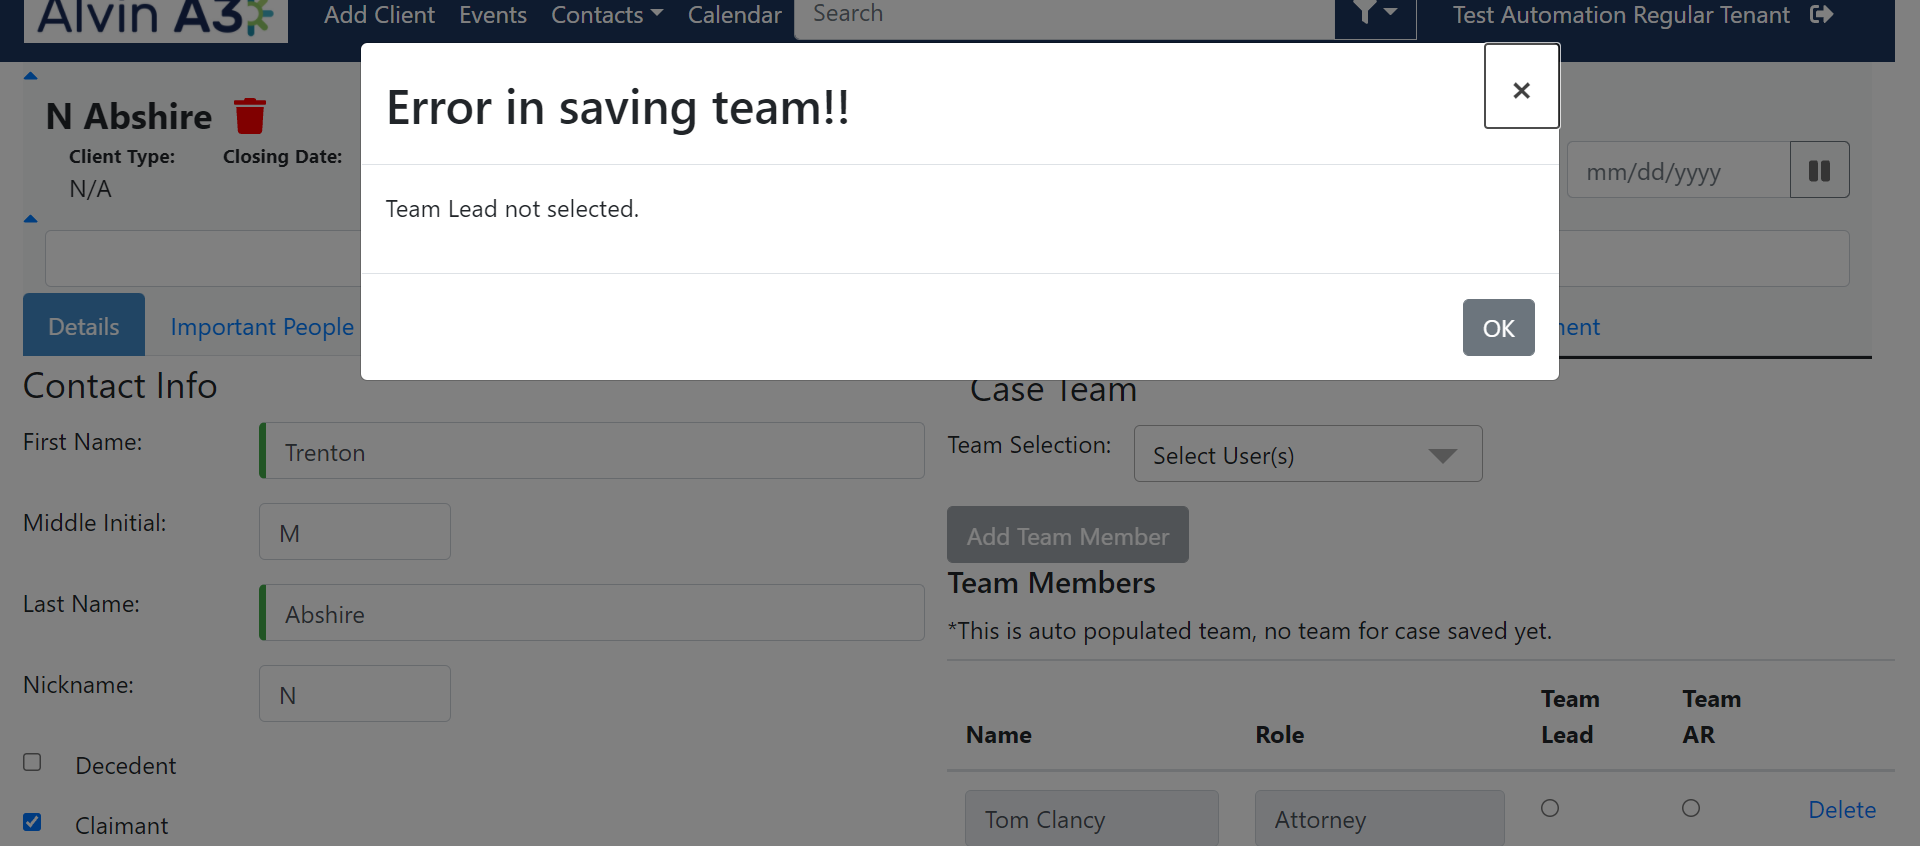 Alvin A3
Add Client Events Contacts Calendar Search Test Automation Regular Tenant
Error in saving team!!
×
N Abshire
Client Type: Closing Date:
N/A
mm/dd/yyyy
Team Lead not selected.
OK
Details Important People
Contact Info
Case Team
First Name: Trenton
Team Selection: Select User(s)
Middle Initial: M
Add Team Member
Team Members
Last Name: Abshire
*This is auto populated team, no team for case saved yet.
Nickname: N
Name Role Team Lead Team AR
Decedent
Claimant
Tom Clancy Attorney Delete